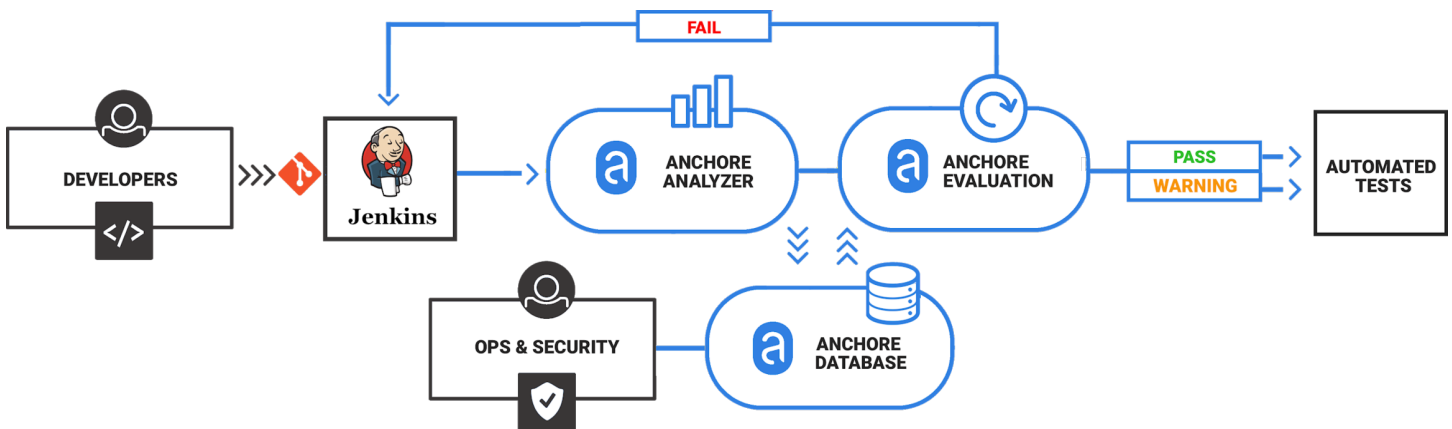 FAIL
DEVELOPERS
</>
Jenkins
ANCHORE
ANALYZER
ANCHORE
EVALUATION
PASS
WARNING
AUTOMATED
TESTS
OPS & SECURITY
ANCHORE
DATABASE